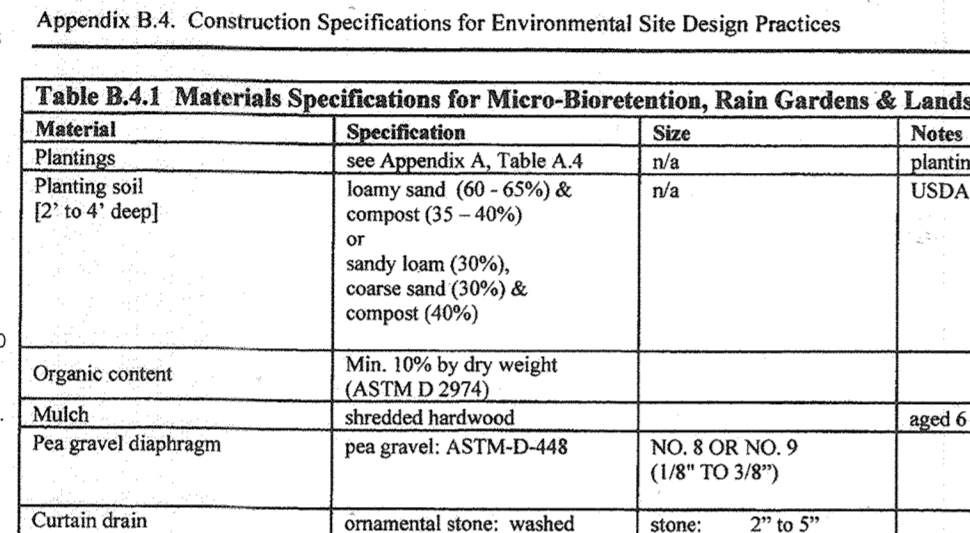 Appendix B.4. Construction Specifications for Environmental Site Design Practices
Table B.4.1 Materials Specifications for Micro-Bioretention, Rain Gardens & Lands
Material Specification Size Notes
Plantings see Appendix A, Table A.4 n/a plantin
Planting soil loamy sand (60 - 65%) & n/a USDA
[2' to 4' deep] compost (35 – 40%)
or
sandy loam (30%),
coarse sand (30%) &
compost (40%)
Organic content Min. 10% by dry weight
(ASTM D 2974)
Mulch shredded hardwood aged 6
Pea gravel diaphragm pea gravel: ASTM-D-448 NO. 8 OR NO. 9
(1/8" TO 3/8")
Curtain drain ornamental stone: washed stone: 2" to 5"